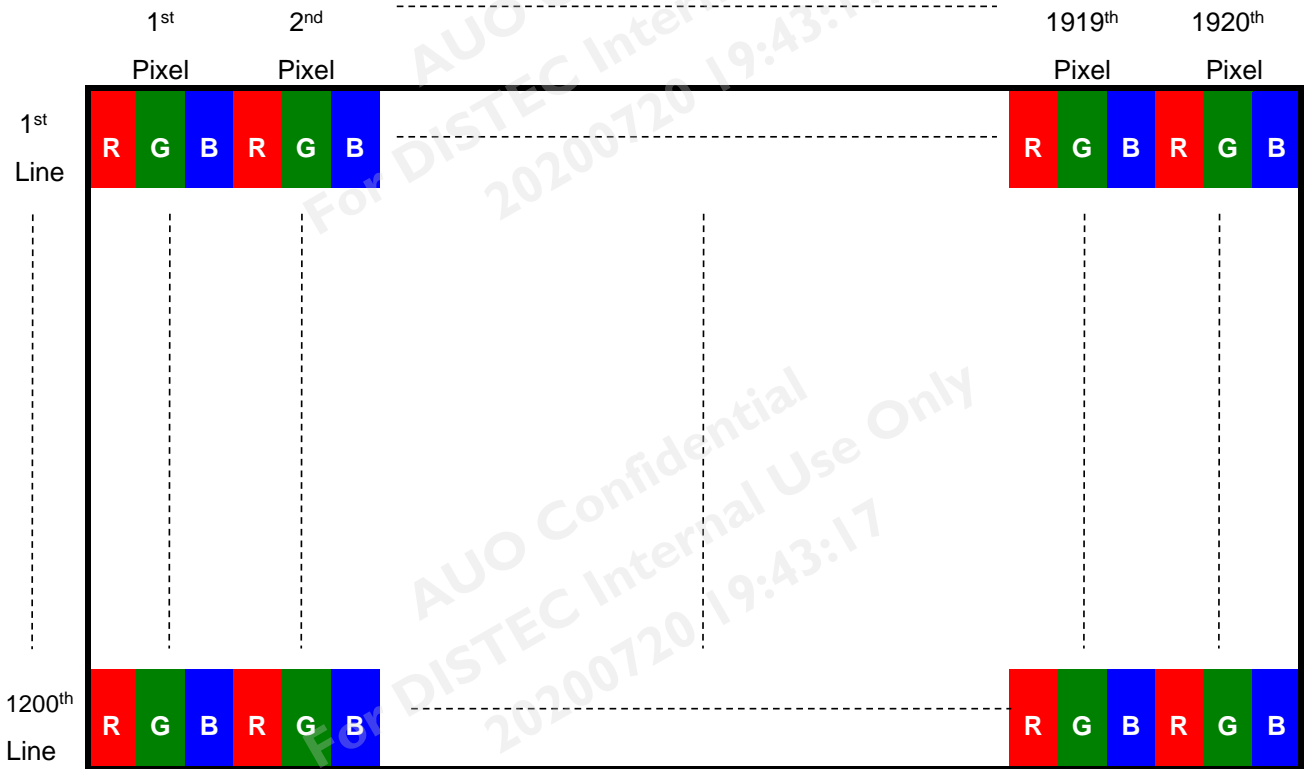 1st 2nd 1919th 1920th
Pixel Pixel Pixel Pixel
1st
Line
R G B R G B R G B R G B
AUO Confidential
For DISTEC Internal Use Only
20200720 19:43:17
1200th
Line
R G B R G B R G B R G B